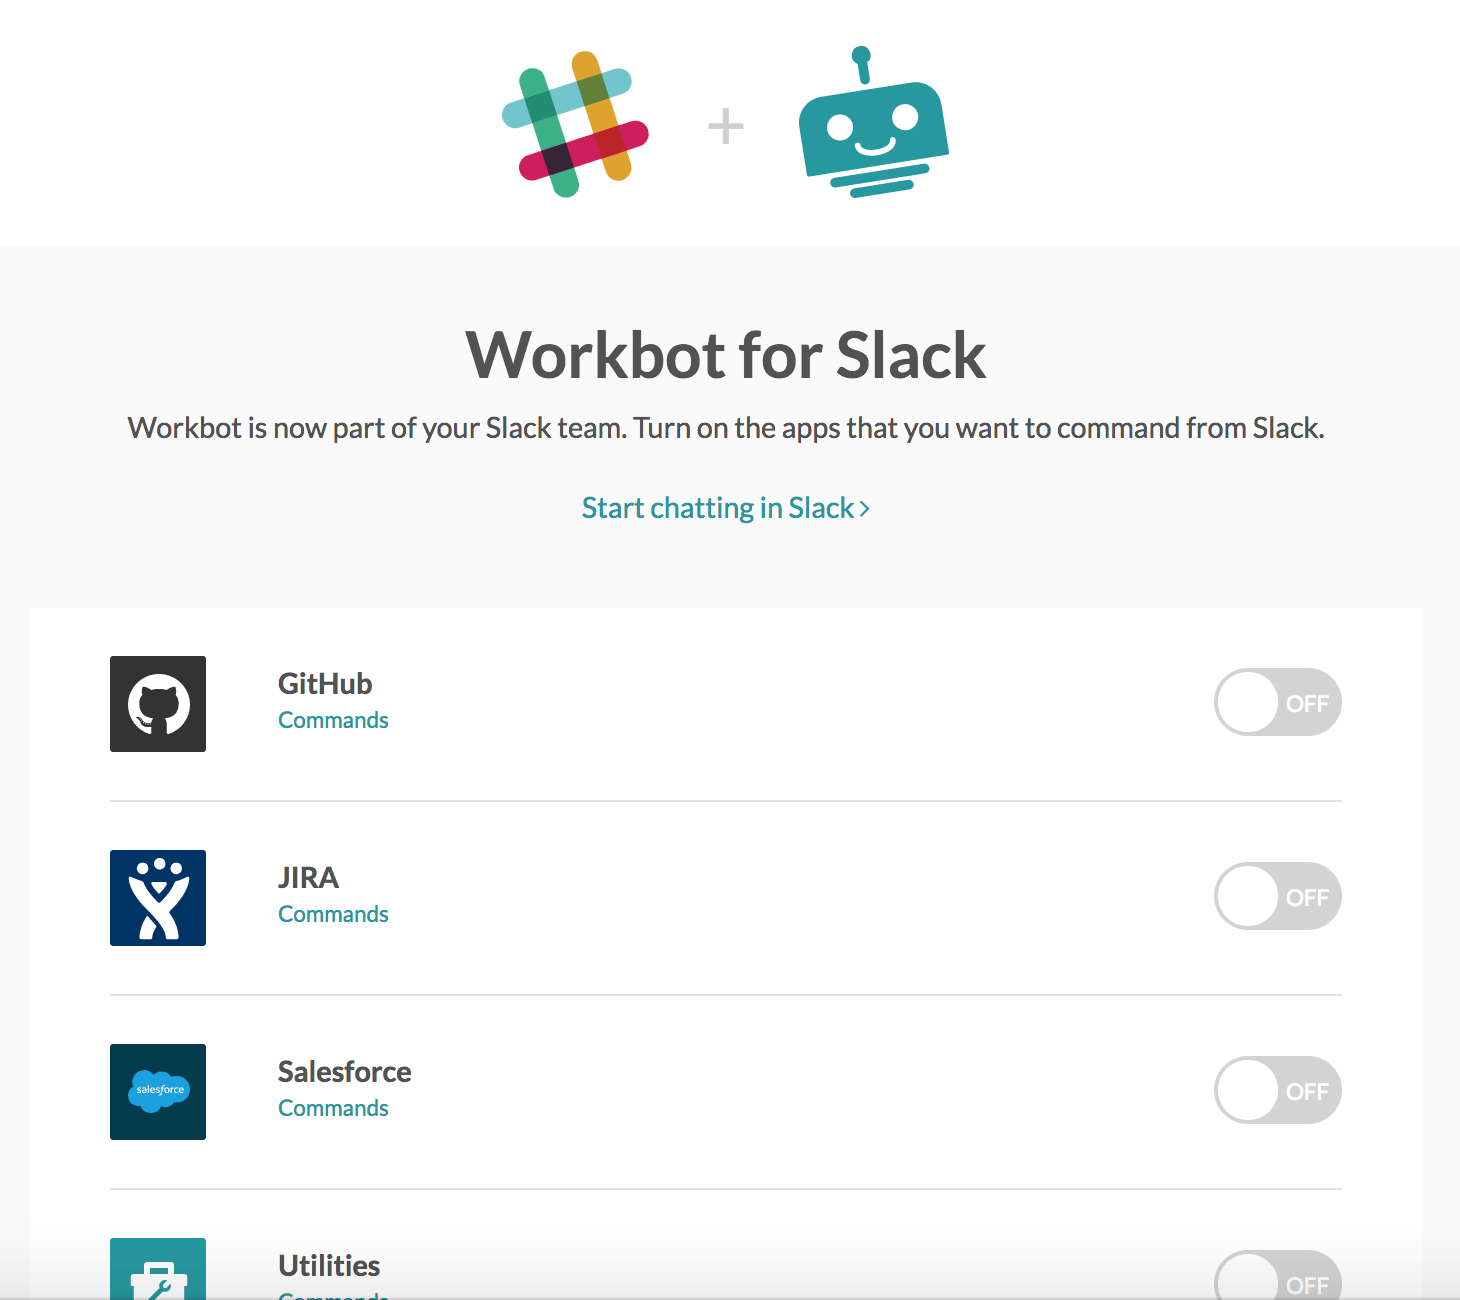 Workbot for Slack
Workbot is now part of your Slack team. Turn on the apps that you want to command from Slack.
Start chatting in Slack >
GitHub
Commands
OFF
JIRA
Commands
OFF
salesforce
Salesforce
Commands
OFF
Utilities
Commands
OFF